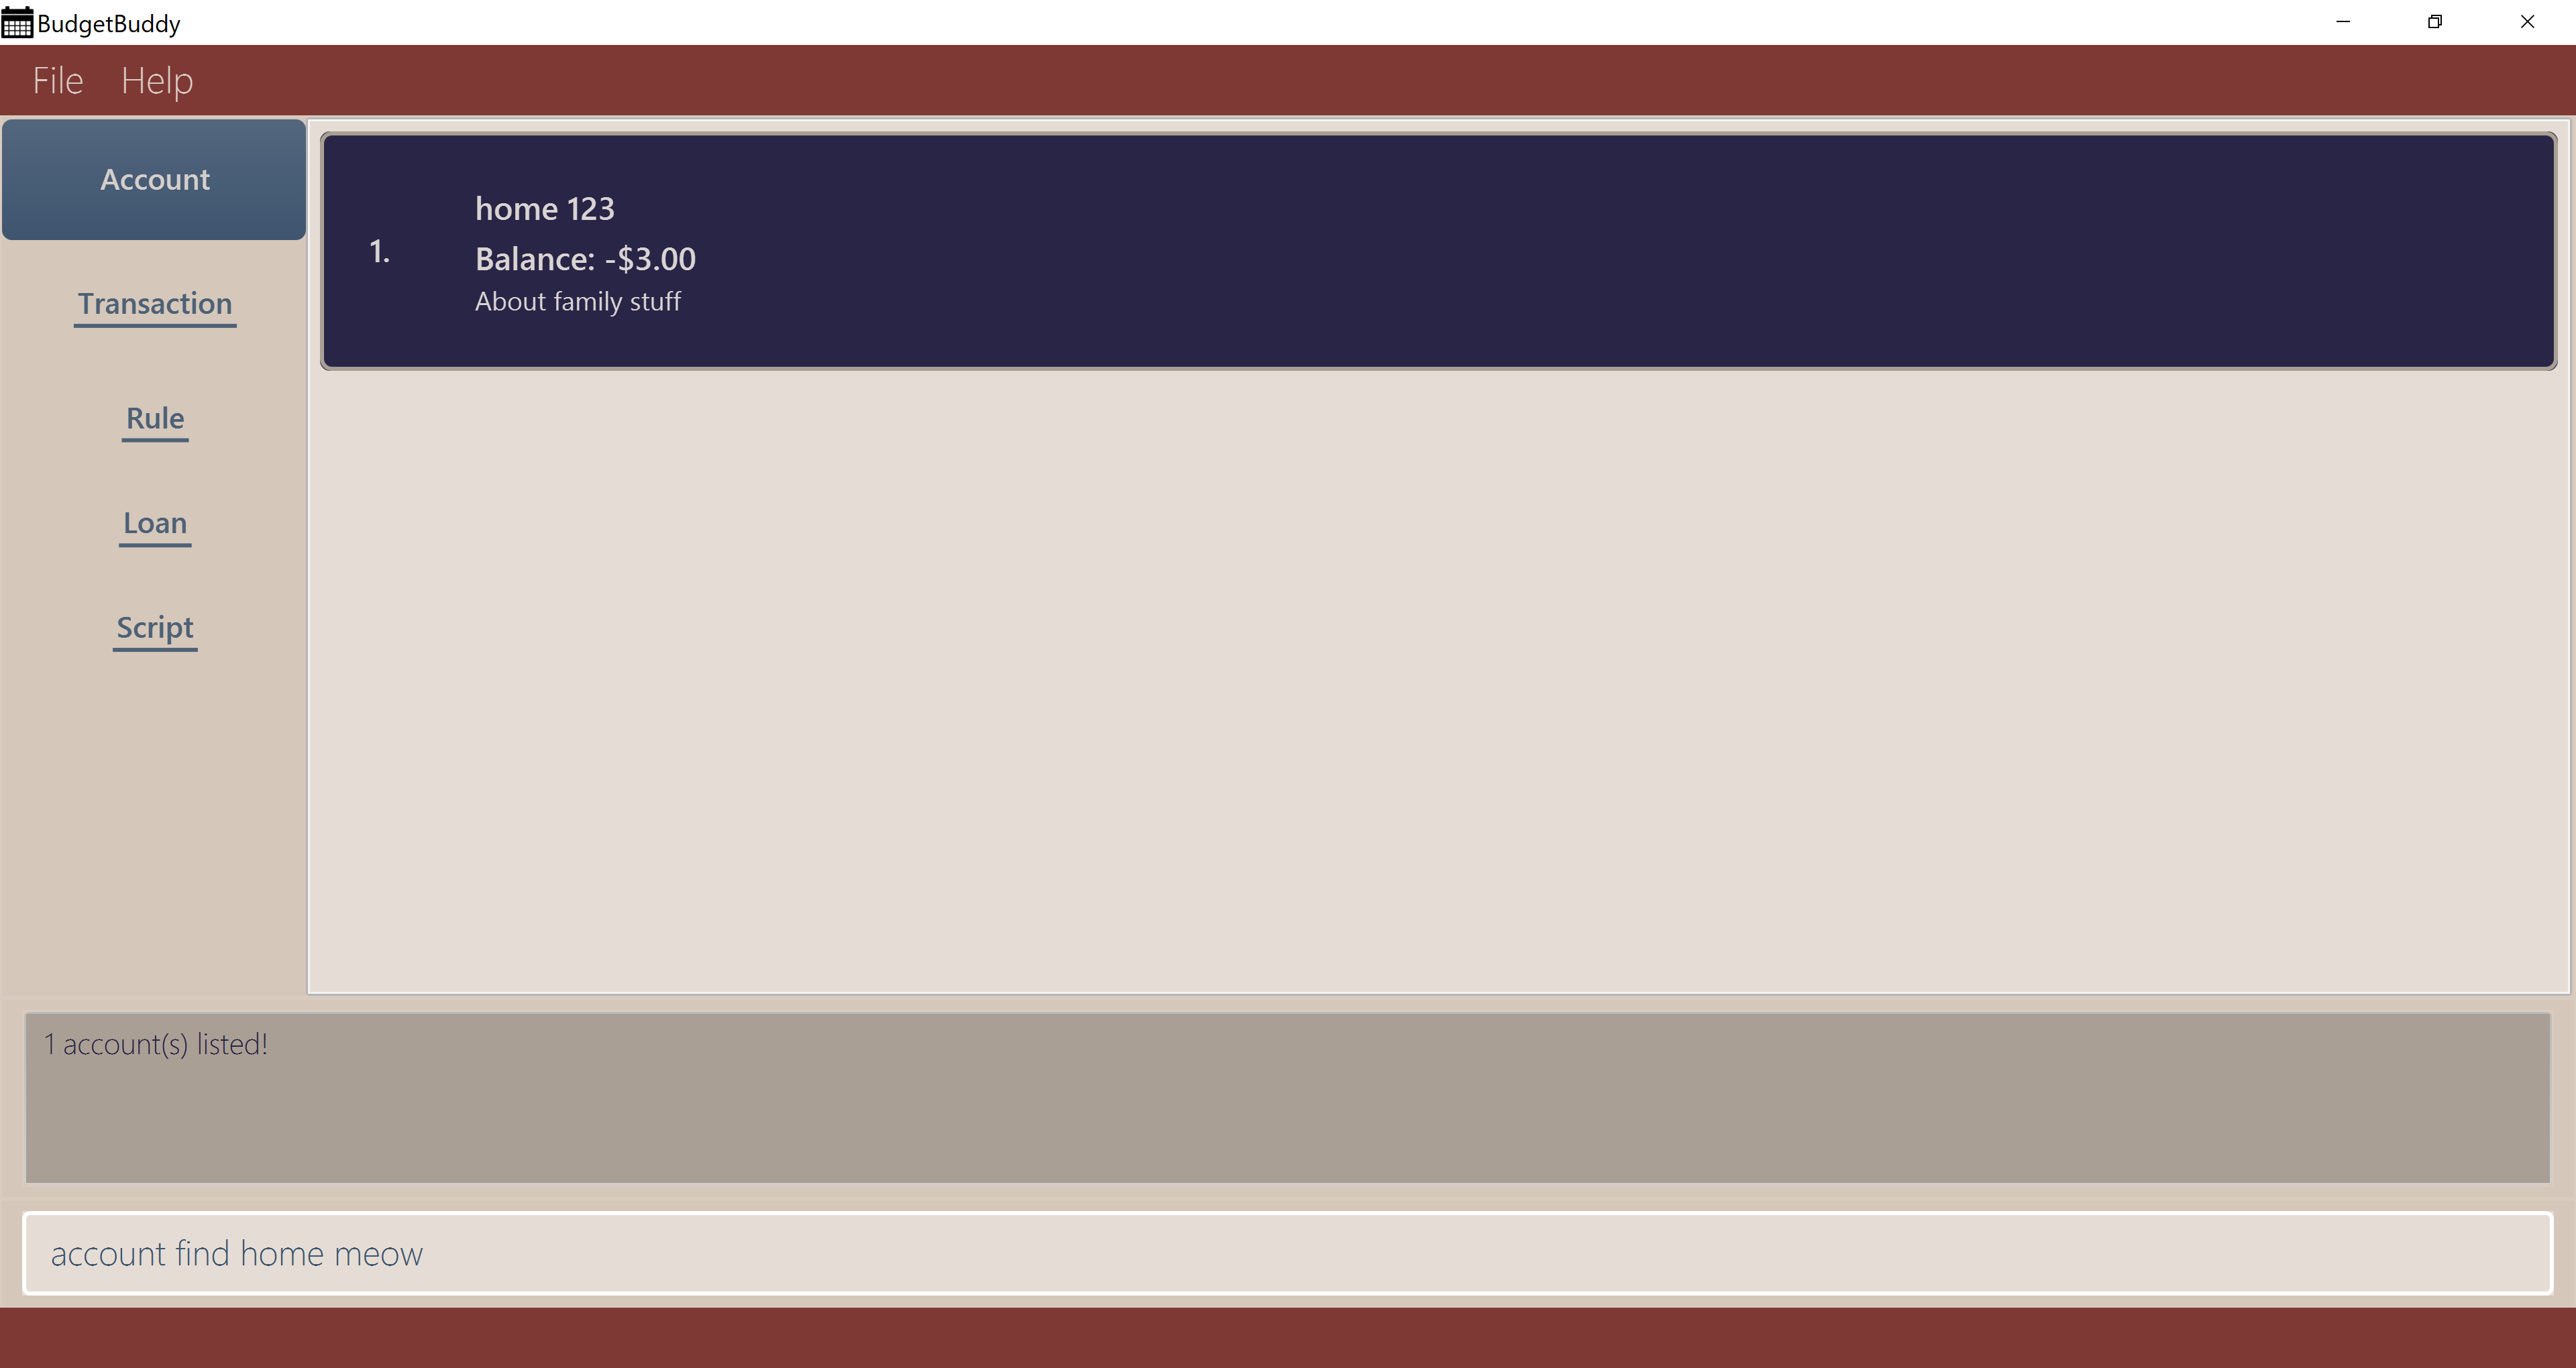 BudgetBuddy
File Help
Account
Transaction
Rule
Loan
Script
1.
home 123
Balance: -$3.00
About family stuff
1 account(s) listed!
account find home meow